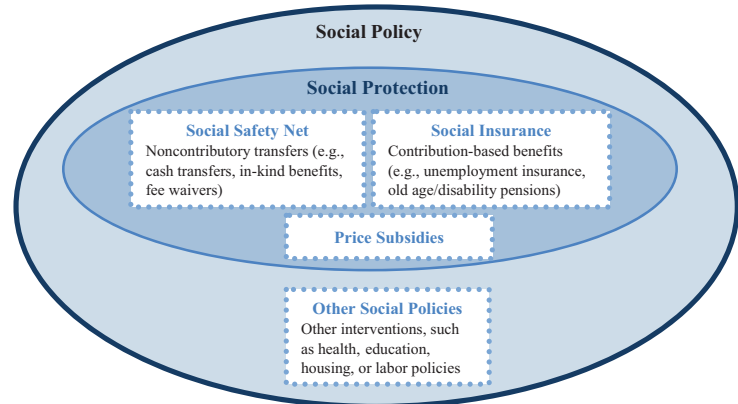 Social Policy
Social Protection
Social Safety Net
Noncontributory transfers (e.g.,
cash transfers, in-kind benefits,
fee waivers)
Social Insurance
Contribution-based benefits
(e.g., unemployment insurance,
old age/disability pensions)
Price Subsidies
Other Social Policies
Other interventions, such
as health, education,
housing, or labor policies